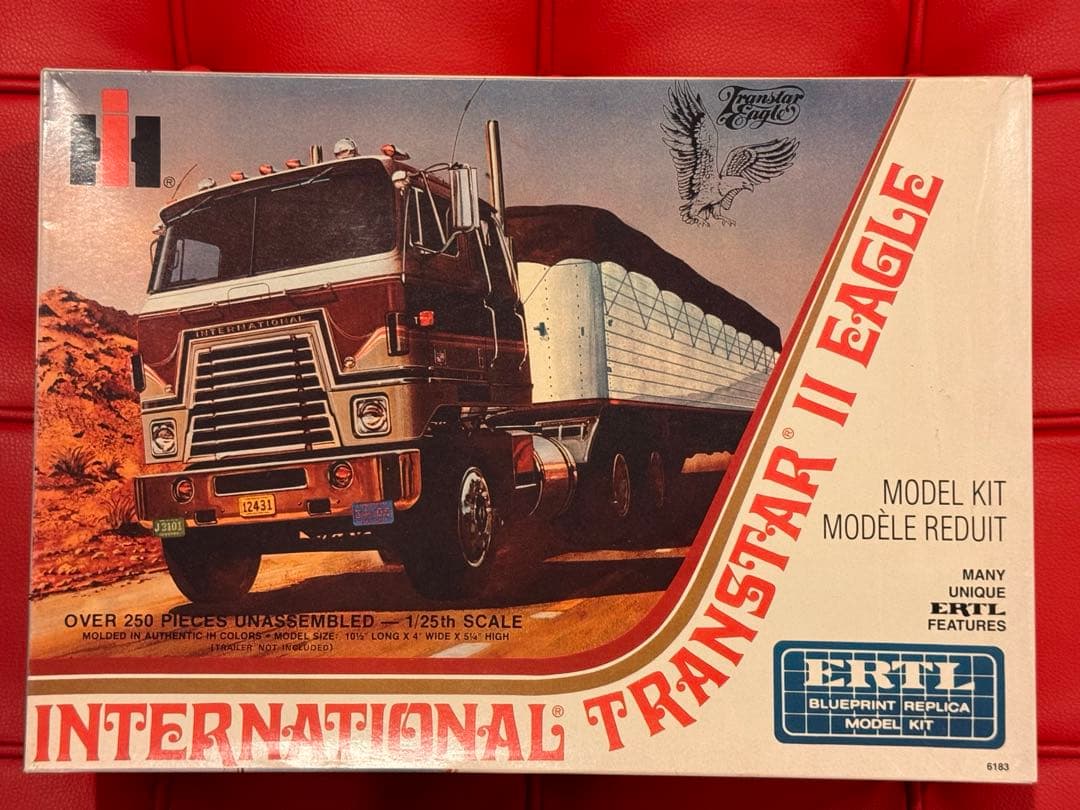 IH ®
Transtar
Eagle
INTERNATIONAL
12431
J3101
OVER 250 PIECES UNASSEMBLED — 1/25th SCALE
MOLDED IN AUTHENTIC IH COLORS • MODEL SIZE: 10½" LONG X 4" WIDE X 5¼" HIGH
(TRAILER NOT INCLUDED)
INTERNATIONAL® TRANSTAR® II EAGLE
MODEL KIT
MODÈLE REDUIT
MANY
UNIQUE
ERTL
FEATURES
ERTL
BLUEPRINT REPLICA
MODEL KIT
6183